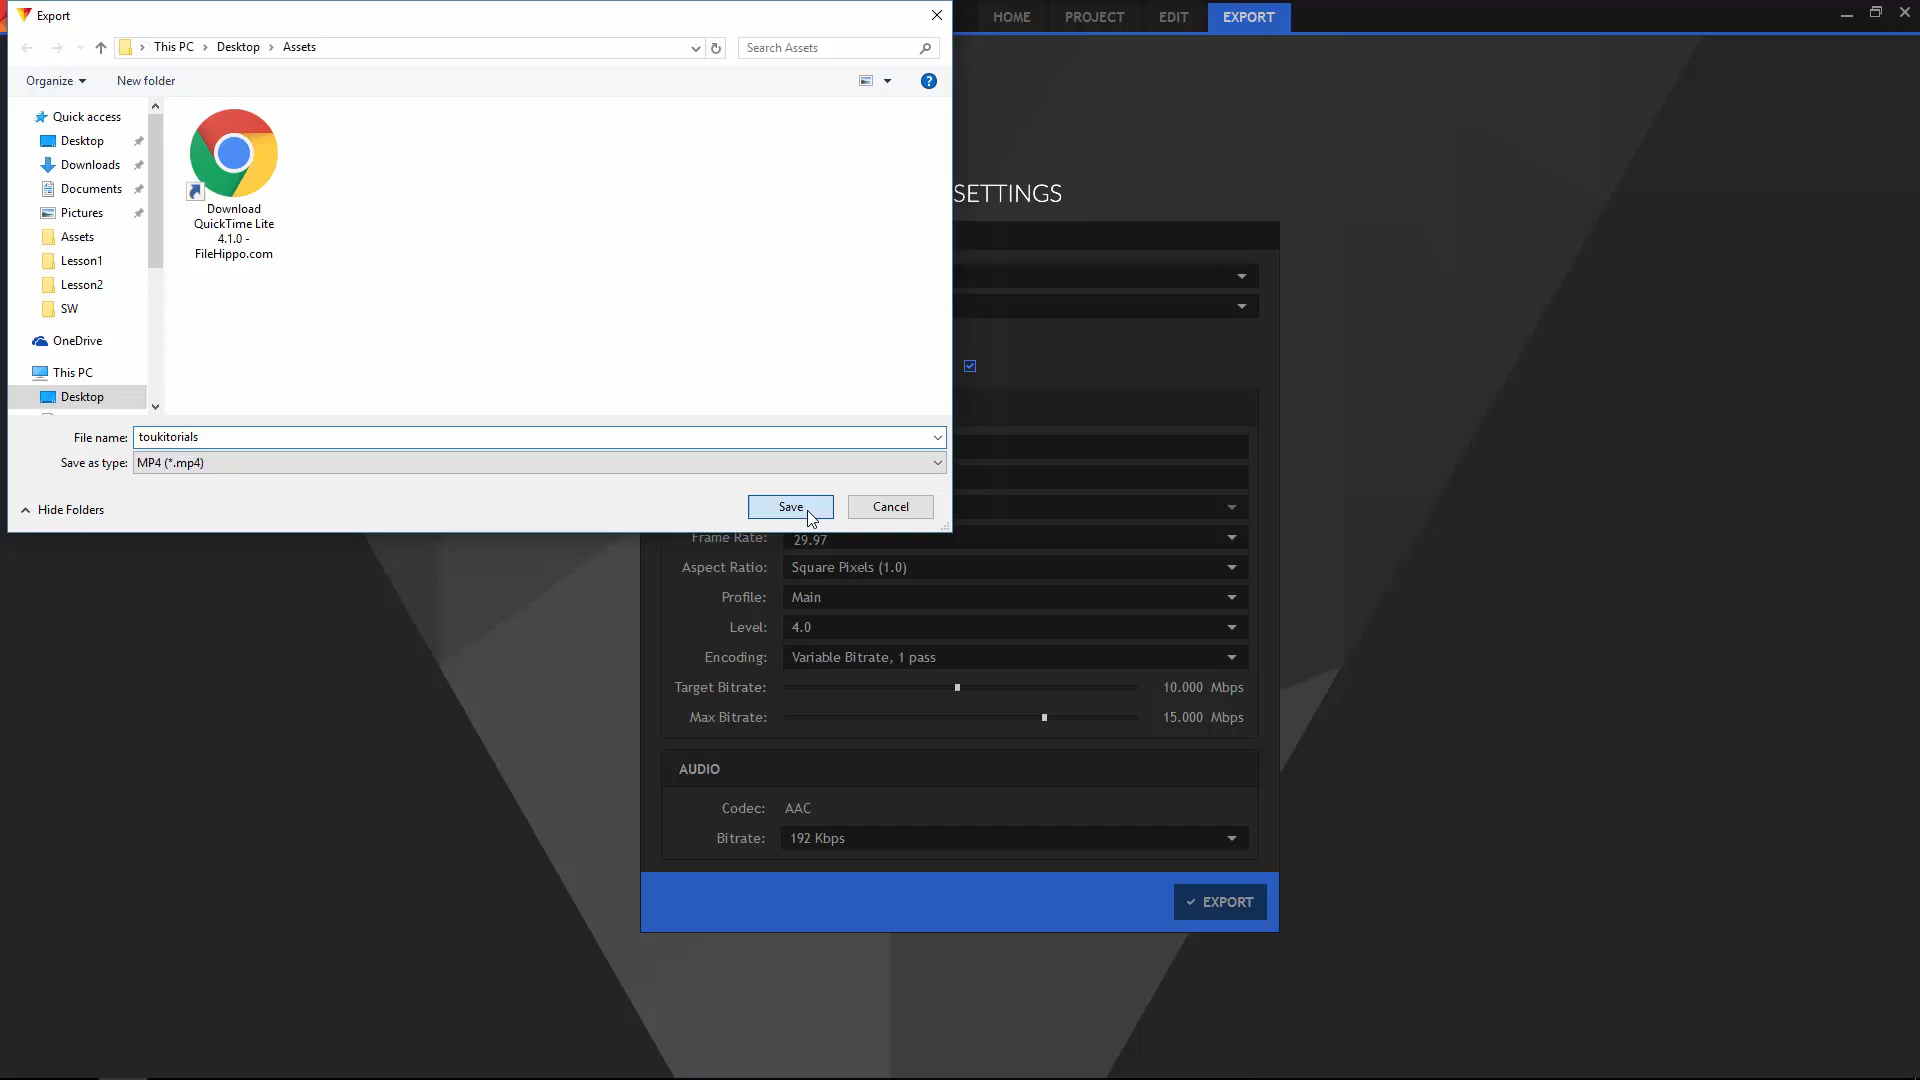 Export
HOME PROJECT EDIT EXPORT
This PC > Desktop > Assets
Search Assets
Organize New folder
Quick access
Desktop
Downloads
Documents
Pictures
Assets
Lesson1
Lesson2
SW
OneDrive
This PC
Desktop
Download
QuickTime Lite
4.1.0 -
FileHippo.com
File name: toukitorials
Save as type: MP4 (*.mp4)
Hide Folders
Save Cancel
SETTINGS
Frame Rate: 29.97
Aspect Ratio: Square Pixels (1.0)
Profile: Main
Level: 4.0
Encoding: Variable Bitrate, 1 pass
Target Bitrate: 10.000 Mbps
Max Bitrate: 15.000 Mbps
AUDIO
Codec: AAC
Bitrate: 192 Kbps
EXPORT